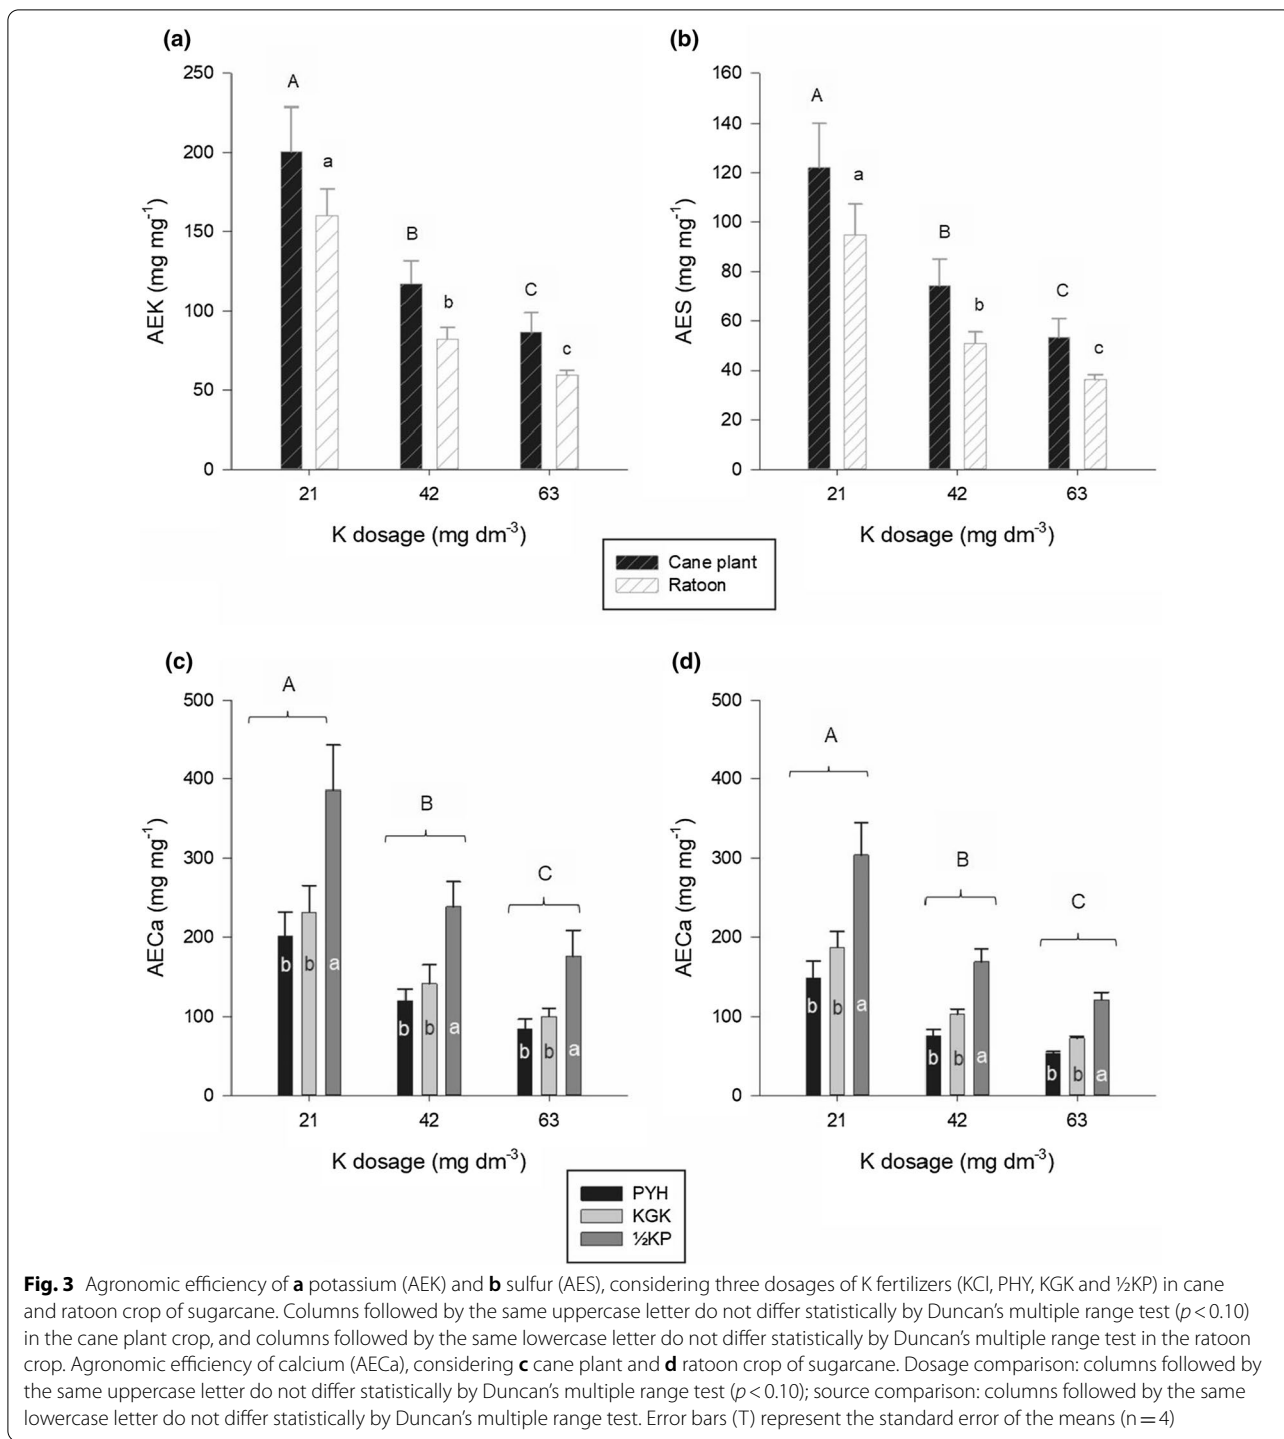 (a)
250
200
150
100
50
0
AEK (mg mg-1)
A
a
B
b
C
c
21 42 63
K dosage (mg dm-3)
(b)
160
140
120
100
80
60
40
20
0
AES (mg mg-1)
A
a
B
b
C
c
21 42 63
K dosage (mg dm-3)
Cane plant
Ratoon
(c)
500
400
300
200
100
0
AECa (mg mg-1)
A
B
C
b b a
b b a
b b a
21 42 63
K dosage (mg dm-3)
(d)
500
400
300
200
100
0
AECa (mg mg-1)
A
B
C
b b a
b b a
b b a
21 42 63
K dosage (mg dm-3)
PYH
KGK
½KP
Fig. 3 Agronomic efficiency of a potassium (AEK) and b sulfur (AES), considering three dosages of K fertilizers (KCl, PHY, KGK and ½KP) in cane
and ratoon crop of sugarcane. Columns followed by the same uppercase letter do not differ statistically by Duncan’s multiple range test (p < 0.10)
in the cane plant crop, and columns followed by the same lowercase letter do not differ statistically by Duncan’s multiple range test in the ratoon
crop. Agronomic efficiency of calcium (AECa), considering c cane plant and d ratoon crop of sugarcane. Dosage comparison: columns followed by
the same uppercase letter do not differ statistically by Duncan’s multiple range test (p < 0.10); source comparison: columns followed by the same
lowercase letter do not differ statistically by Duncan’s multiple range test. Error bars (T) represent the standard error of the means (n = 4)